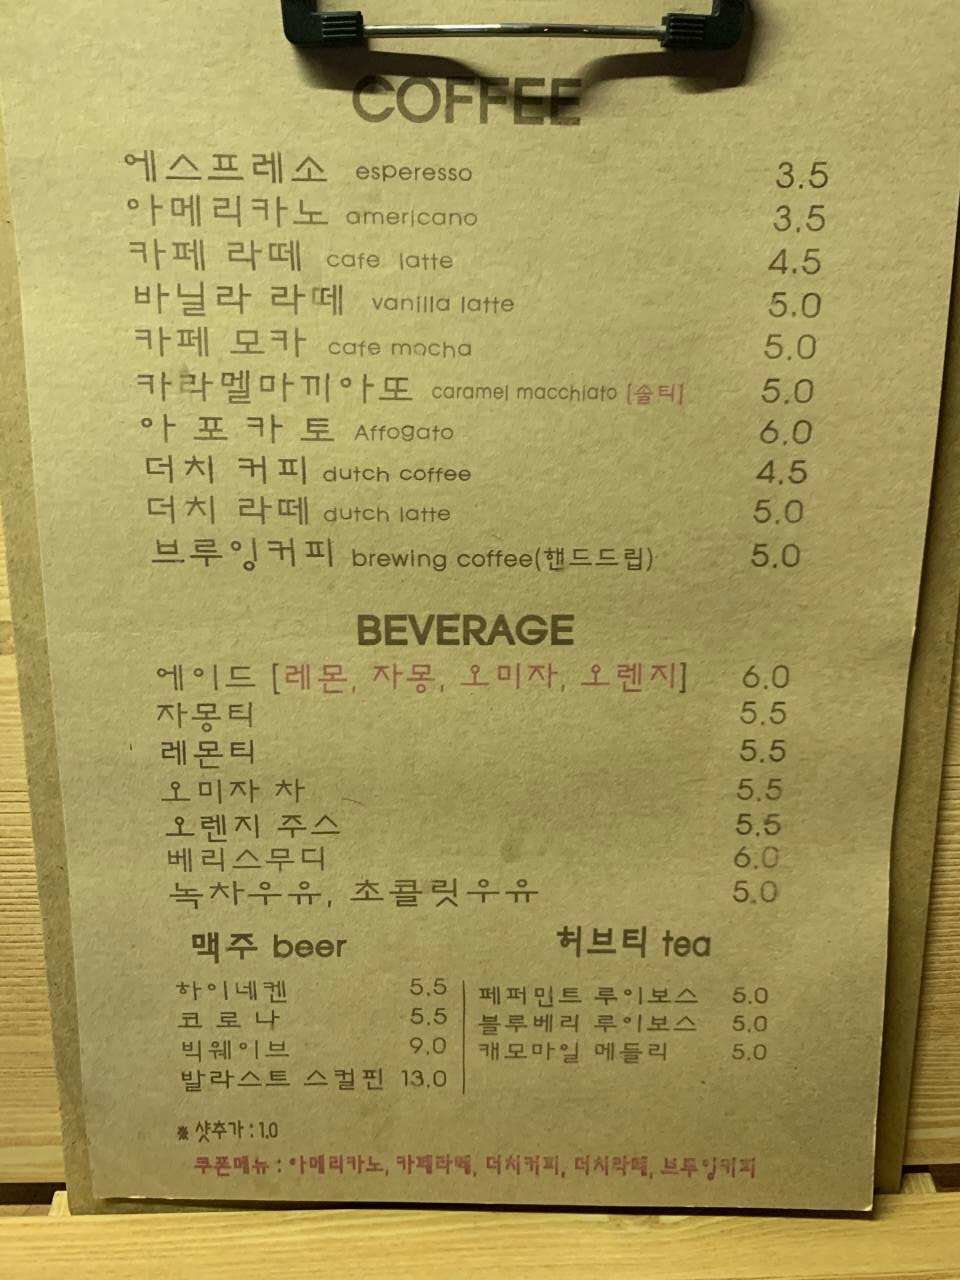 COFFEE
에스프레소 esperesso 3.5
아메리카노 americano 3.5
카페 라떼 cafe latte 4.5
바닐라 라떼 vanilla latte 5.0
카페 모카 cafe mocha 5.0
카라멜마끼아또 caramel macchiato [솔티] 5.0
아 포 카 토 Affogato 6.0
더치 커피 dutch coffee 4.5
더치 라떼 dutch latte 5.0
브루잉커피 brewing coffee(핸드드립) 5.0
BEVERAGE
에이드 [레몬, 자몽, 오미자, 오렌지] 6.0
자몽티 5.5
레몬티 5.5
오미자 차 5.5
오렌지 주스 5.5
베리스무디 6.0
녹차우유, 초콜릿우유 5.0
맥주 beer
하이네켄 5.5
코 로 나 5.5
빅웨이브 9.0
발라스트 스컬핀 13.0
허브티 tea
페퍼민트 루이보스 5.0
블루베리 루이보스 5.0
캐모마일 메들리 5.0
※ 샷추가 : 1.0
쿠폰메뉴 : 아메리카노, 카페라떼, 더치커피, 더치라떼, 브루잉커피